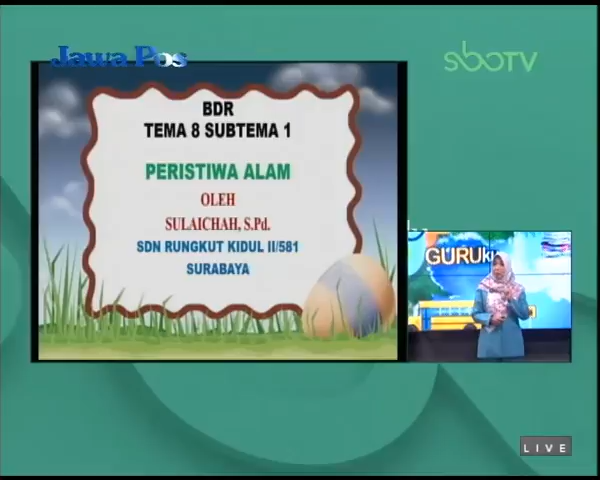 Jawa Pos
sboTV
BDR
TEMA 8 SUBTEMA 1
PERISTIWA ALAM
OLEH
SULAICHAH, S.Pd.
SDN RUNGKUT KIDUL II/581
SURABAYA
GURUku
LIVE